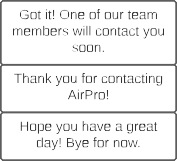 Got it! One of our team
members will contact you
soon.
Thank you for contacting
AirPro!
Hope you have a great
day! Bye for now.